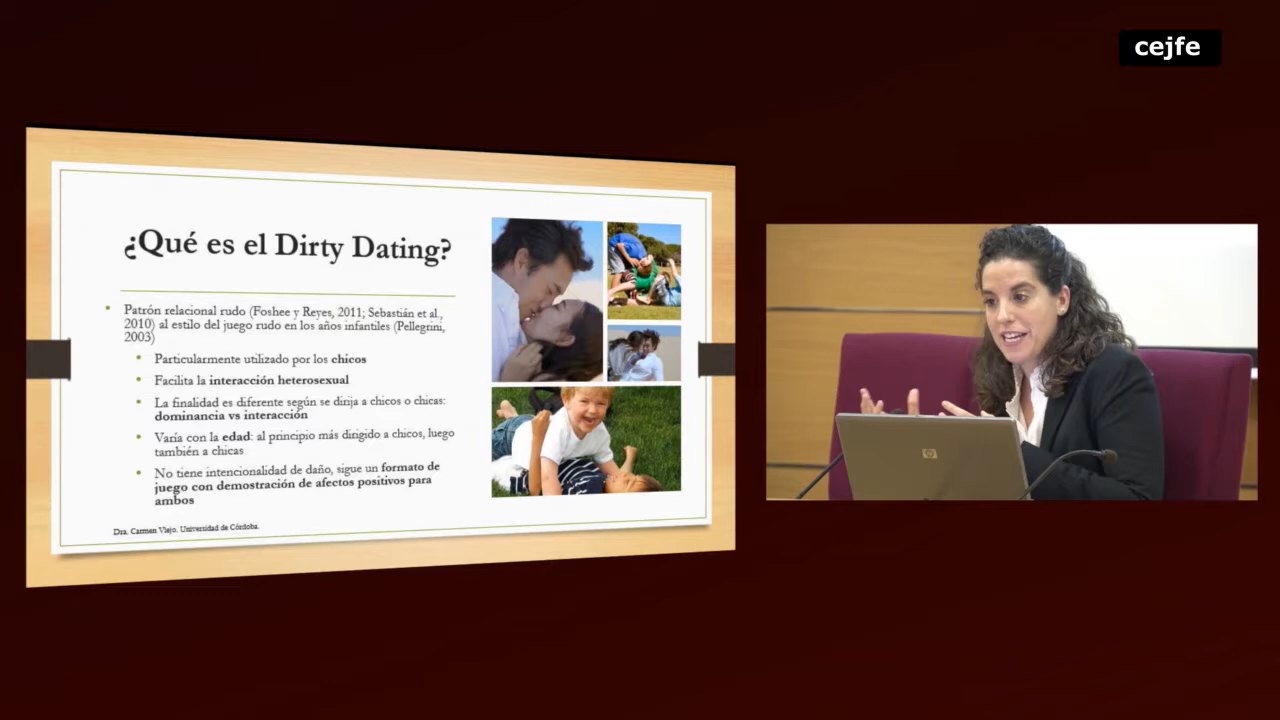 cejfe
¿Qué es el Dirty Dating?
• Patrón relacional rudo (Foshee y Reyes, 2011; Sebastián et al.,
2010) al estilo del juego rudo en los años infantiles (Pellegrini,
2003)
• Particularmente utilizado por los chicos
• Facilita la interacción heterosexual
• La finalidad es diferente según se dirija a chicos o chicas:
dominancia vs interacción
• Varía con la edad: al principio más dirigido a chicos, luego
también a chicas
• No tiene intencionalidad de daño, sigue un formato de
juego con demostración de afectos positivos para
ambos
Dra. Carmen Viejo. Universidad de Córdoba.
hp